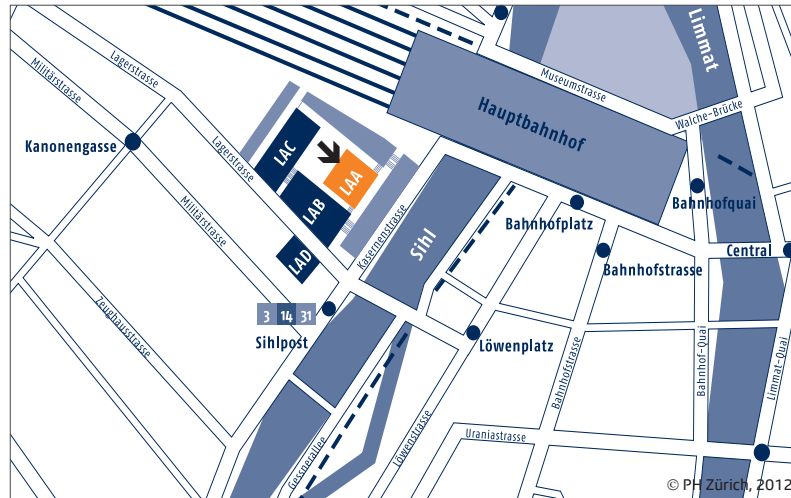 Lagerstrasse
Militärstrasse
Limmat
Museumstrasse
Hauptbahnhof
Walche-Brücke
Kanonengasse
LAC
LAA
Lagerstrasse
LAB
Militärstrasse
Kasernenstrasse
Sihl
LAD
Bahnhofquai
Bahnhofplatz
Central
Bahnhofstrasse
3 14 31
Sihlpost
Zeughausstrasse
Löwenplatz
Bahnhofstrasse
Bahnhof-Quai
Limmat-Quai
Gessnerallee
Löwenstrasse
Uraniastrasse
© PH Zürich, 2012